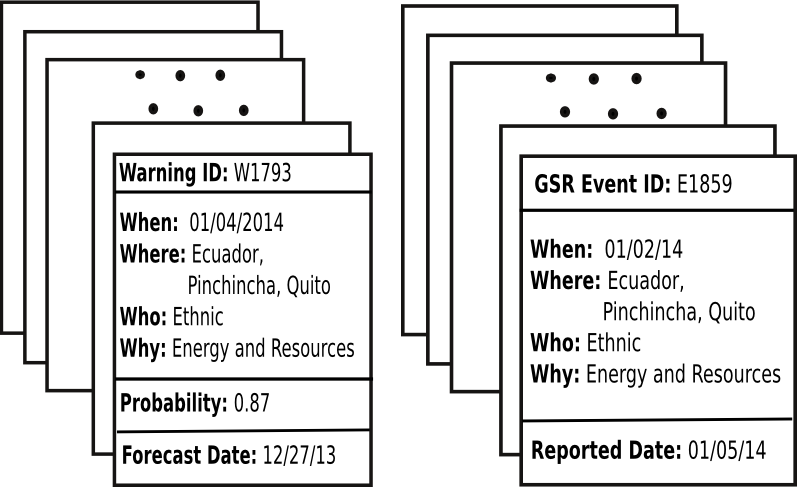 Warning ID: W1793
When: 01/04/2014
Where: Ecuador,
Pinchincha, Quito
Who: Ethnic
Why: Energy and Resources
Probability: 0.87
Forecast Date: 12/27/13
GSR Event ID: E1859
When: 01/02/14
Where: Ecuador,
Pinchincha, Quito
Who: Ethnic
Why: Energy and Resources
Reported Date: 01/05/14